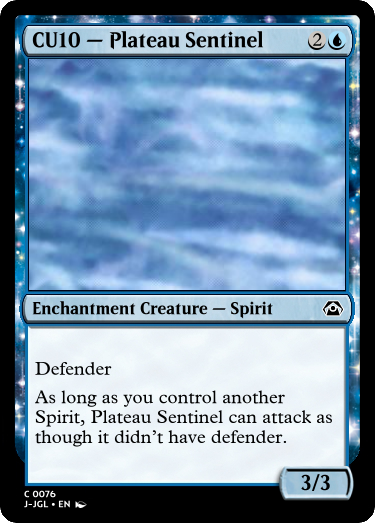 CU10 — Plateau Sentinel 2
Enchantment Creature — Spirit
Defender
As long as you control another
Spirit, Plateau Sentinel can attack as
though it didn't have defender.
3/3
C 0076
J-JGL • EN